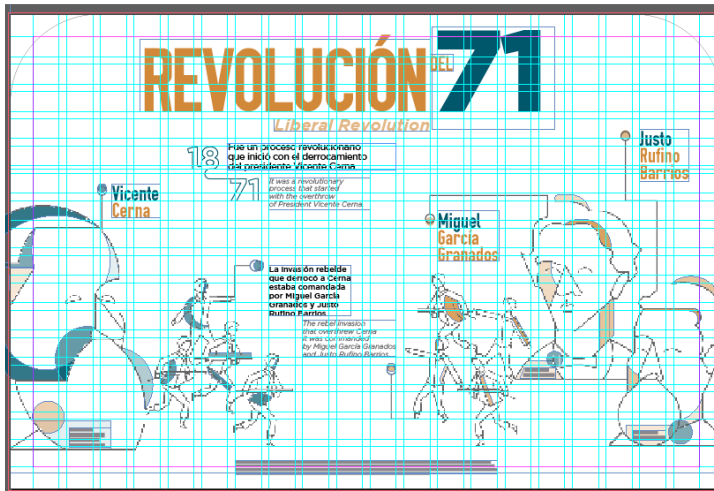 REVOLUCIÓN DEL 71
Liberal Revolution
18
71
Fue un proceso revolucionario
que inició con el derrocamiento
del presidente Vicente Cerna
It was a revolutionary
process that started
with the overthrow
of President Vicente Cerna
Vicente
Cerna
Justo
Rufino
Barrios
Miguel
García
Granados
La invasión rebelde
que derrocó a Cerna
estaba comandada
por Miguel García
Granados y Justo
Rufino Barrios
The rebel invasion
that overthrew Cerna
it was commanded
by Miguel García Granados
and Justo Rufino Barrios